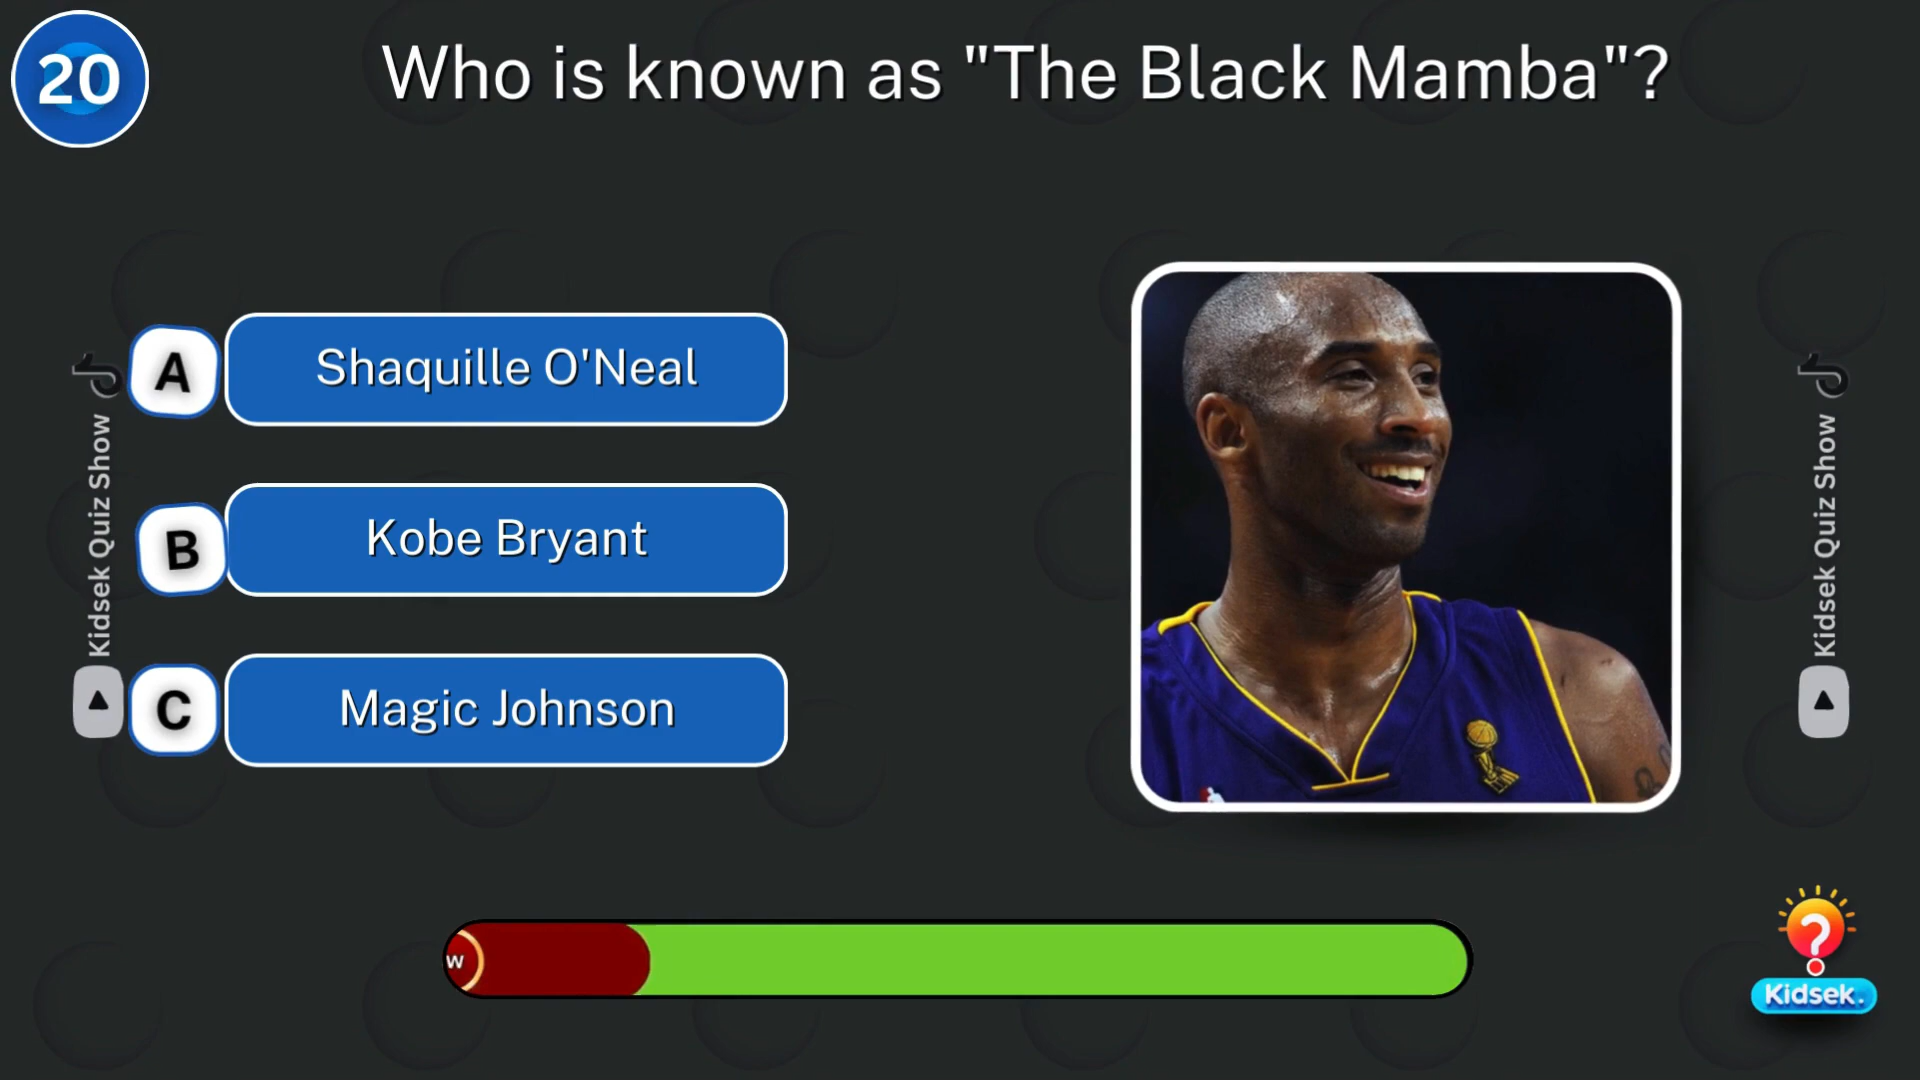 20
Who is known as "The Black Mamba"?
A
Shaquille O'Neal
B
Kobe Bryant
C
Magic Johnson
Kidsek Quiz Show
Kidsek Quiz Show
W
?
Kidsek.